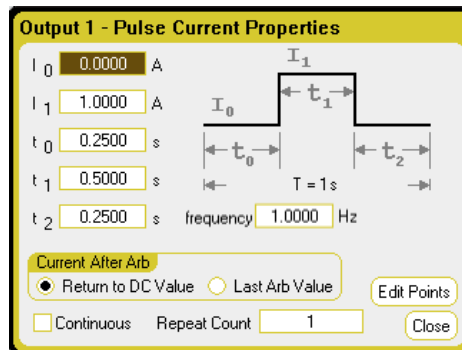 Output 1 - Pulse Current Properties
I 0 0.0000 A
I 1 1.0000 A
t 0 0.2500 s
t 1 0.5000 s
t 2 0.2500 s
I1
I0
t1
t0
t2
T = 1 s
frequency 1.0000 Hz
Current After Arb
Return to DC Value Last Arb Value
Edit Points
Continuous Repeat Count 1
Close